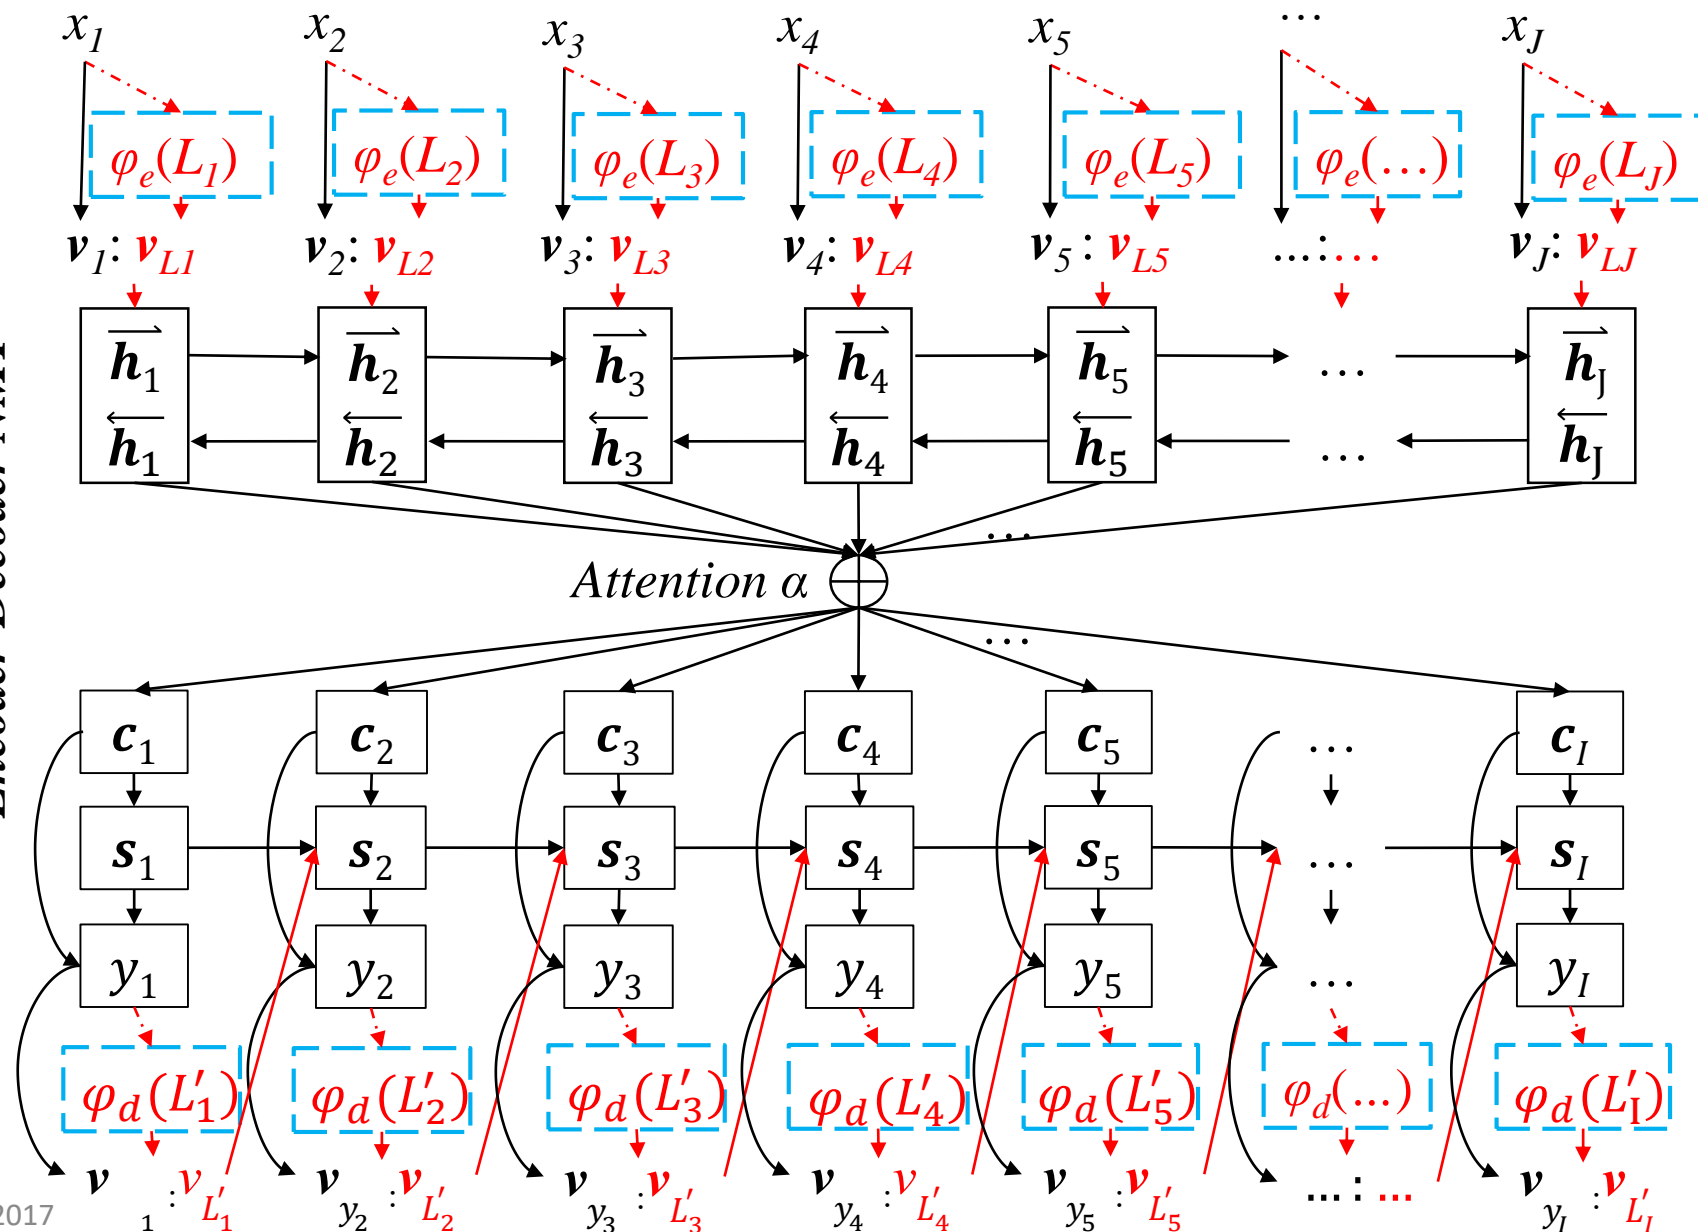 x1 x2 x3 x4 x5 … xJ
φe(L1) φe(L2) φe(L3) φe(L4) φe(L5) φe(…) φe(LJ)
v1: vL1 v2: vL2 v3: vL3 v4: vL4 v5: vL5 …:… vJ: vLJ
h1 h2 h3 h4 h5 … hJ
h1 h2 h3 h4 h5 … hJ
…
Attention α
…
c1 c2 c3 c4 c5 … cI
s1 s2 s3 s4 s5 … sI
y1 y2 y3 y4 y5 … yI
φd(L′1) φd(L′2) φd(L′3) φd(L′4) φd(L′5) φd(…) φd(L′I)
v1:vL′1 vy2:vL′2 vy3:vL′3 vy4:vL′4 vy5:vL′5 …:… vyI:vL′I
2017